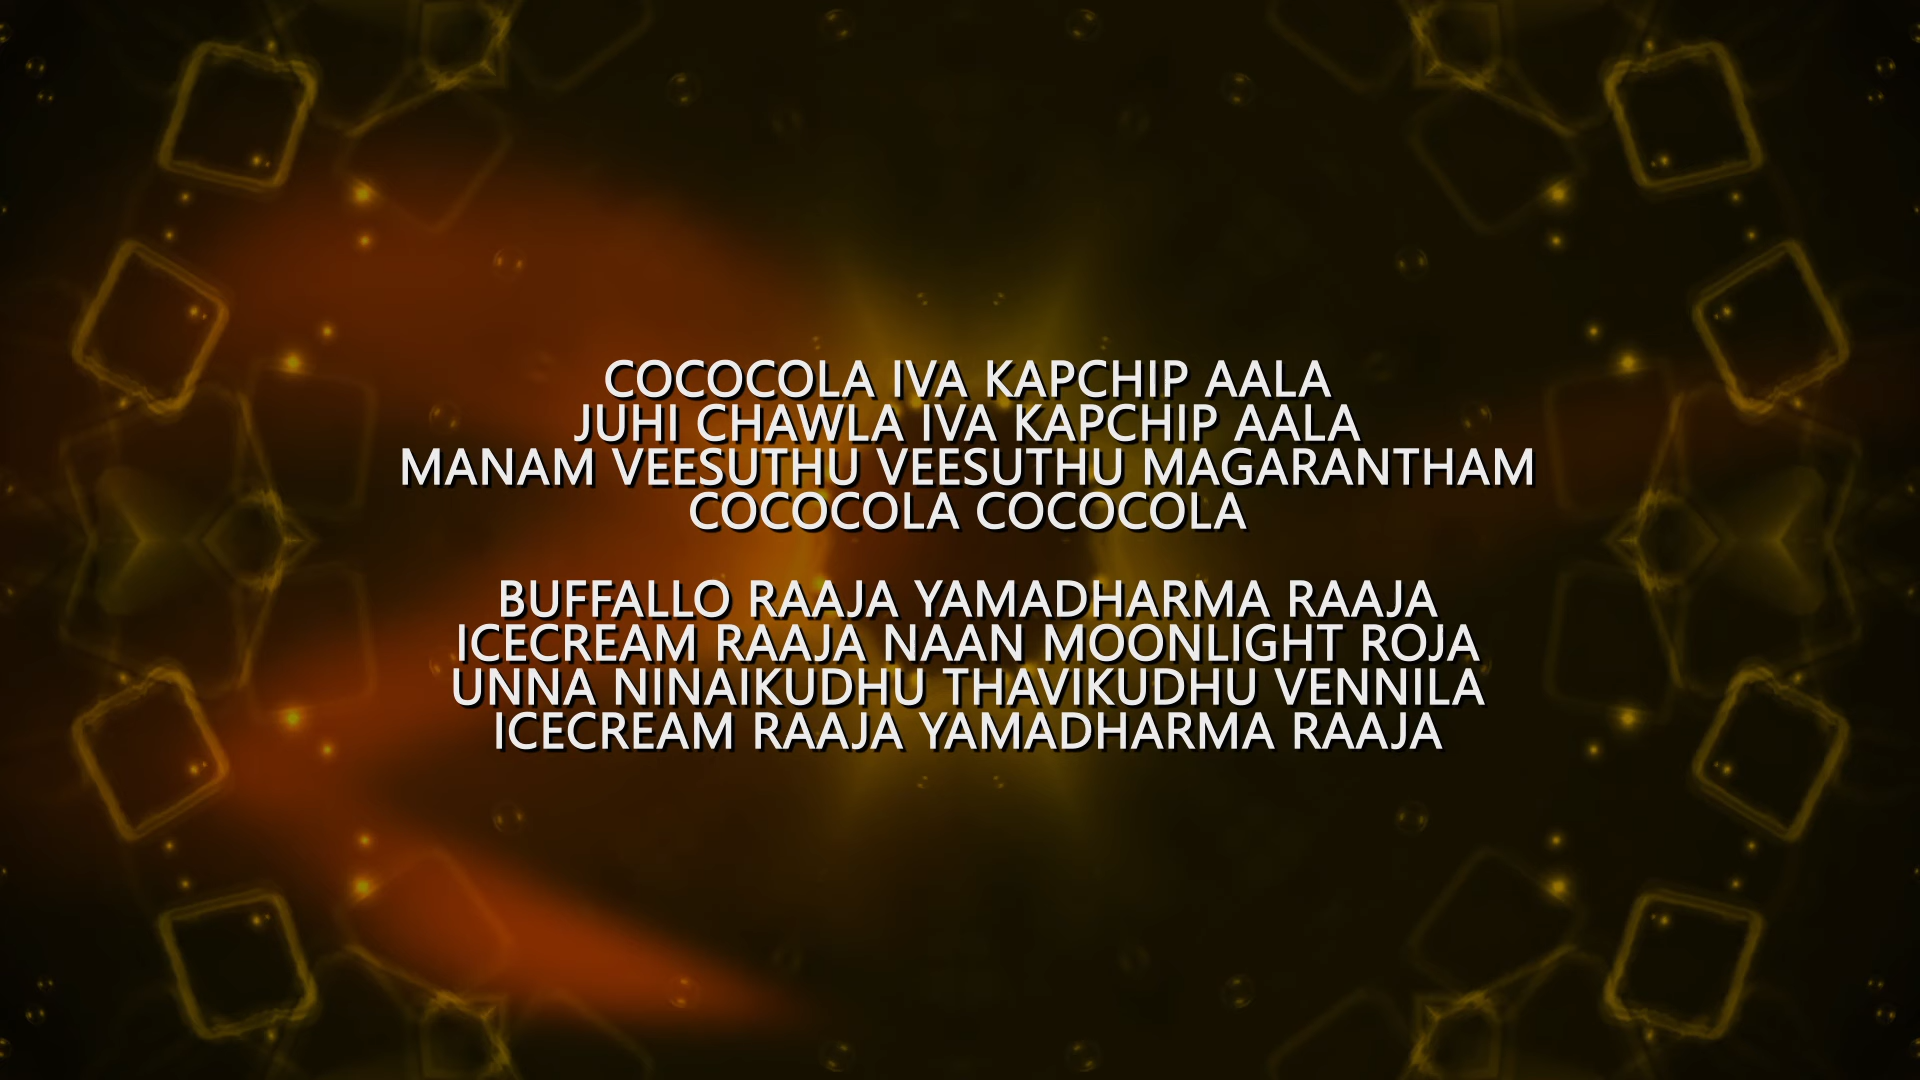 COCOCOLA IVA KAPCHIP AALA
JUHI CHAWLA IVA KAPCHIP AALA
MANAM VEESUTHU VEESUTHU MAGARANTHAM
COCOCOLA COCOCOLA
BUFFALLO RAAJA YAMADHARMA RAAJA
ICECREAM RAAJA NAAN MOONLIGHT ROJA
UNNA NINAIKUDHU THAVIKUDHU VENNILA
ICECREAM RAAJA YAMADHARMA RAAJA